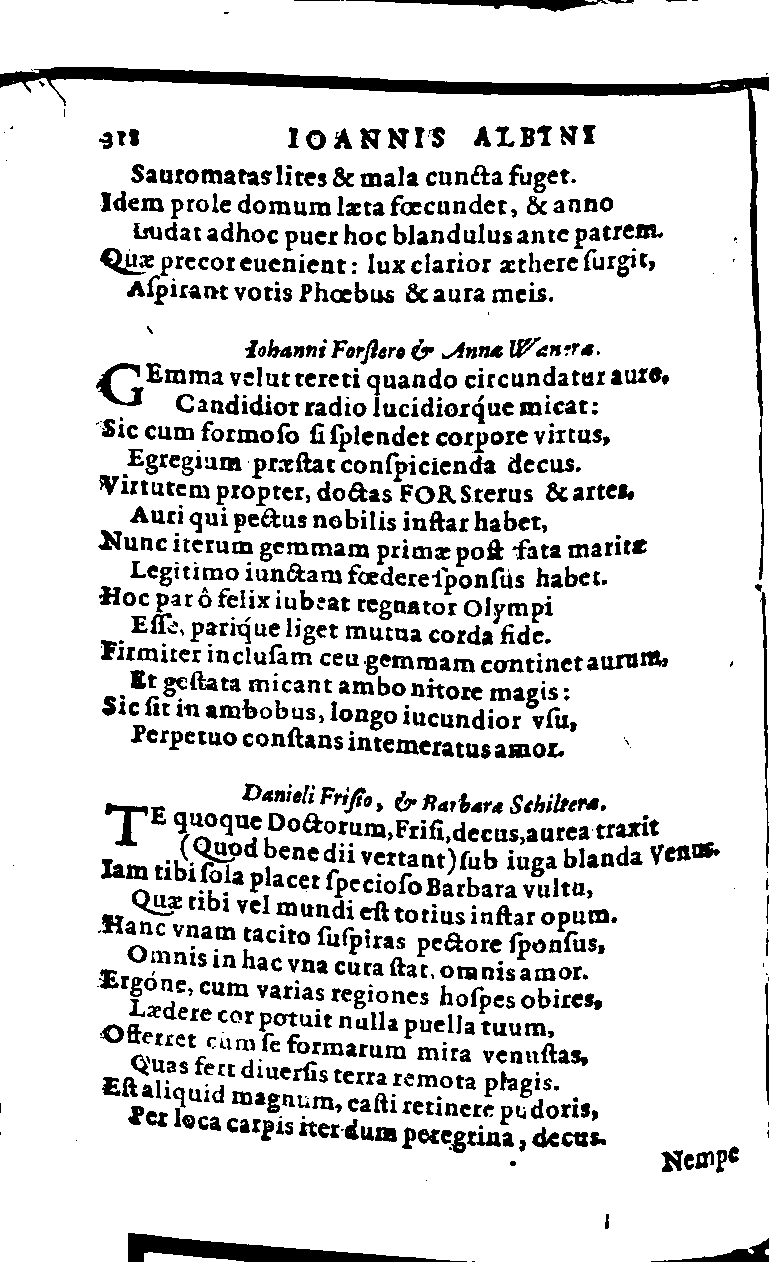 318 IOANNIS ALBINI
Sauromatas lites & mala cuncta fuget.
Idem prole domum læta fœcundet, & anno
Ludat adhoc puer hoc blandulus ante patrem.
Quæ precor euenient: lux clarior æthere ſurgit,
Aſpirant votis Phœbus & aura meis.
Iohanni Forſtero & Annæ Wanera.
GEmma velut tereti quando circundatur auro,
Candidior radio lucidiorq́ue micat:
Sic cum formoſo ſi ſplendet corpore virtus,
Egregium præſtat conſpicienda decus.
Virtutem propter, doctas FORSterus & artes,
Auri qui pectus nobilis inſtar habet,
Nunc iterum gemmam primæ poſt fata maritæ
Legitimo iunctam fœdere ſponſus habet.
Hoc par ô felix iubeat regnator Olympi
Eſſe, pariq́ue liget mutua corda fide.
Firmiter incluſam ceu gemmam continet aurum,
Et geſtata micant ambo nitore magis:
Sic ſit in ambobus, longo iucundior vſu,
Perpetuo conſtans intemeratus amor.
Danieli Friſio, & Barbara Schiltera.
TE quoque Doctorum, Friſi, decus, aurea traxit
(Quod bene dii vertant) ſub iuga blanda Venus.
Iam tibi ſola placet ſpecioſo Barbara vultu,
Quæ tibi vel mundi eſt totius inſtar opum.
Hanc vnam tacito ſuſpiras pectore ſponſus,
Omnis in hac vna cura ſtat, omnis amor.
Ergóne, cum varias regiones hoſpes obires,
Lædere cor potuit nulla puella tuum,
Offerret cùm ſe formarum mira venuſtas,
Quas fert diuerſis terra remota plagis.
Eſt aliquid magnum, caſti retinere pudoris,
Per loca carpis iter dum peregrina, decus.
Nempe